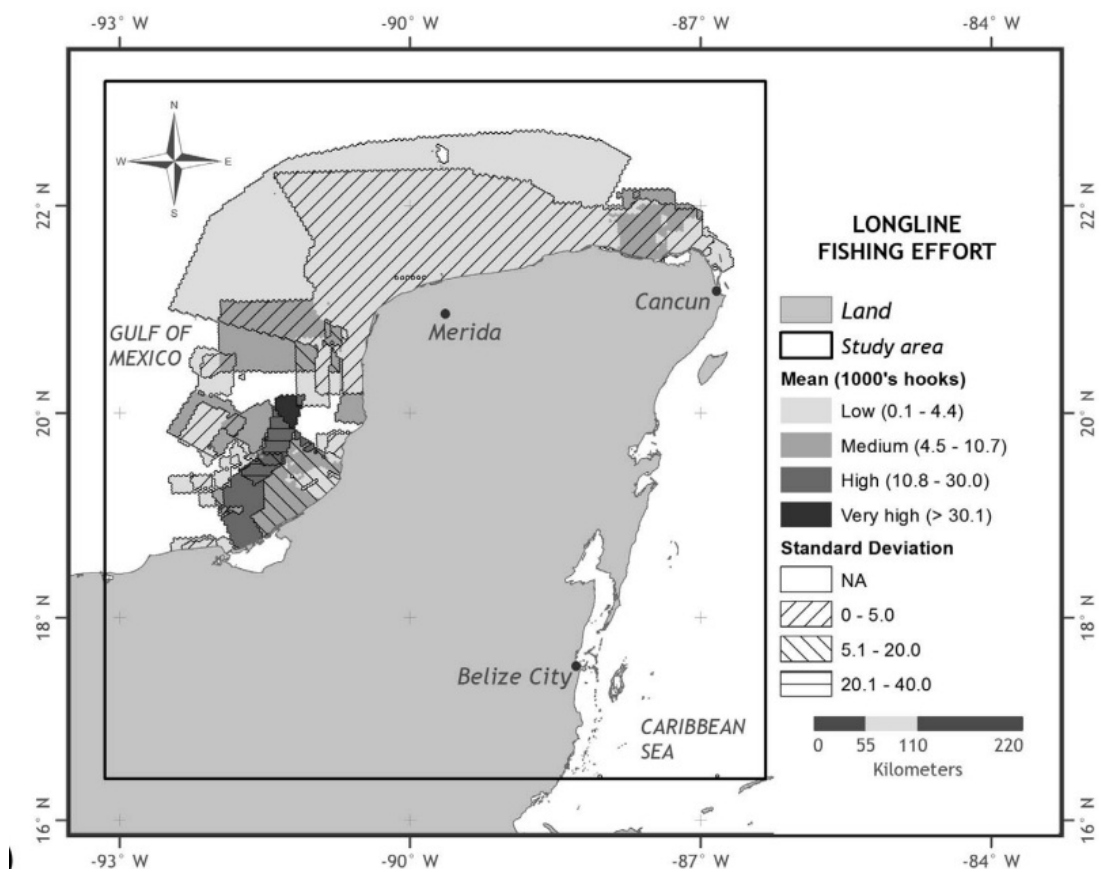 -93° W
-90° W
-87° W
-84° W
N
W
E
S
22° N
22° N
LONGLINE
FISHING EFFORT
Cancun
Land
GULF OF
MEXICO
Merida
Study area
Mean (1000's hooks)
20° N
Low (0.1 - 4.4)
20° N
Medium (4.5 - 10.7)
High (10.8 - 30.0)
Very high (> 30.1)
Standard Deviation
NA
18° N
0 - 5.0
18° N
5.1 - 20.0
Belize City
20.1 - 40.0
CARIBBEAN
SEA
0 55 110 220
Kilometers
16° N
16° N
-93° W
-90° W
-87° W
-84° W